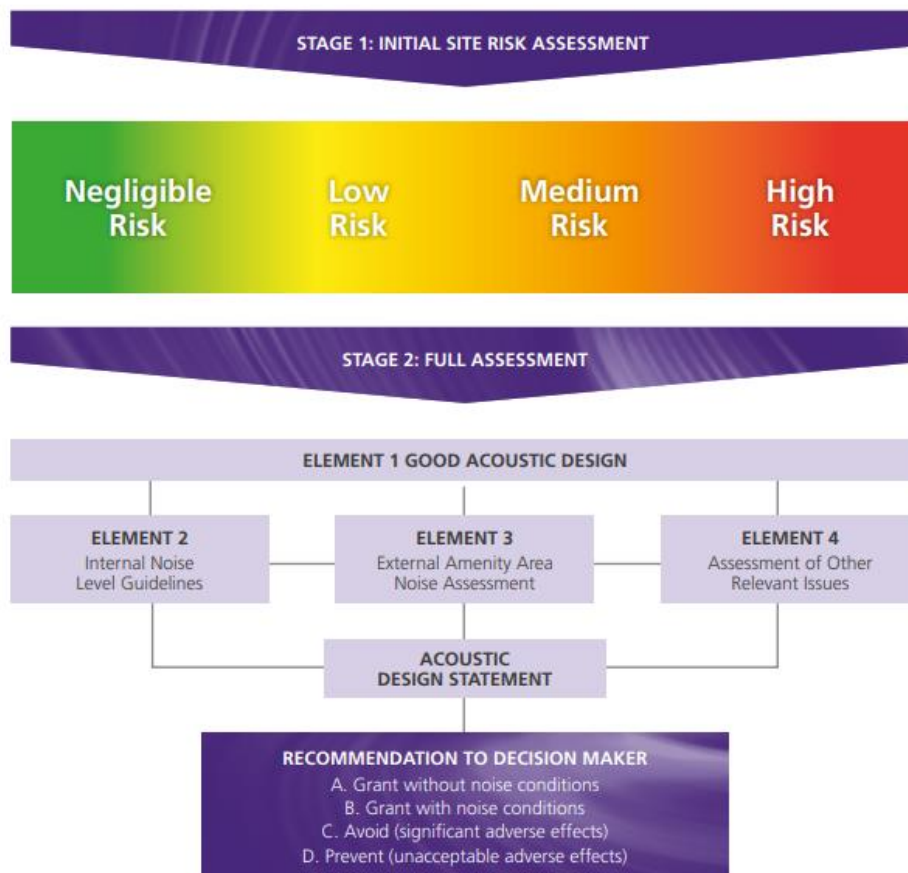 STAGE 1: INITIAL SITE RISK ASSESSMENT
Negligible
Risk
Low
Risk
Medium
Risk
High
Risk
STAGE 2: FULL ASSESSMENT
ELEMENT 1 GOOD ACOUSTIC DESIGN
ELEMENT 2
Internal Noise
Level Guidelines
ELEMENT 3
External Amenity Area
Noise Assessment
ELEMENT 4
Assessment of Other
Relevant Issues
ACOUSTIC
DESIGN STATEMENT
RECOMMENDATION TO DECISION MAKER
A. Grant without noise conditions
B. Grant with noise conditions
C. Avoid (significant adverse effects)
D. Prevent (unacceptable adverse effects)